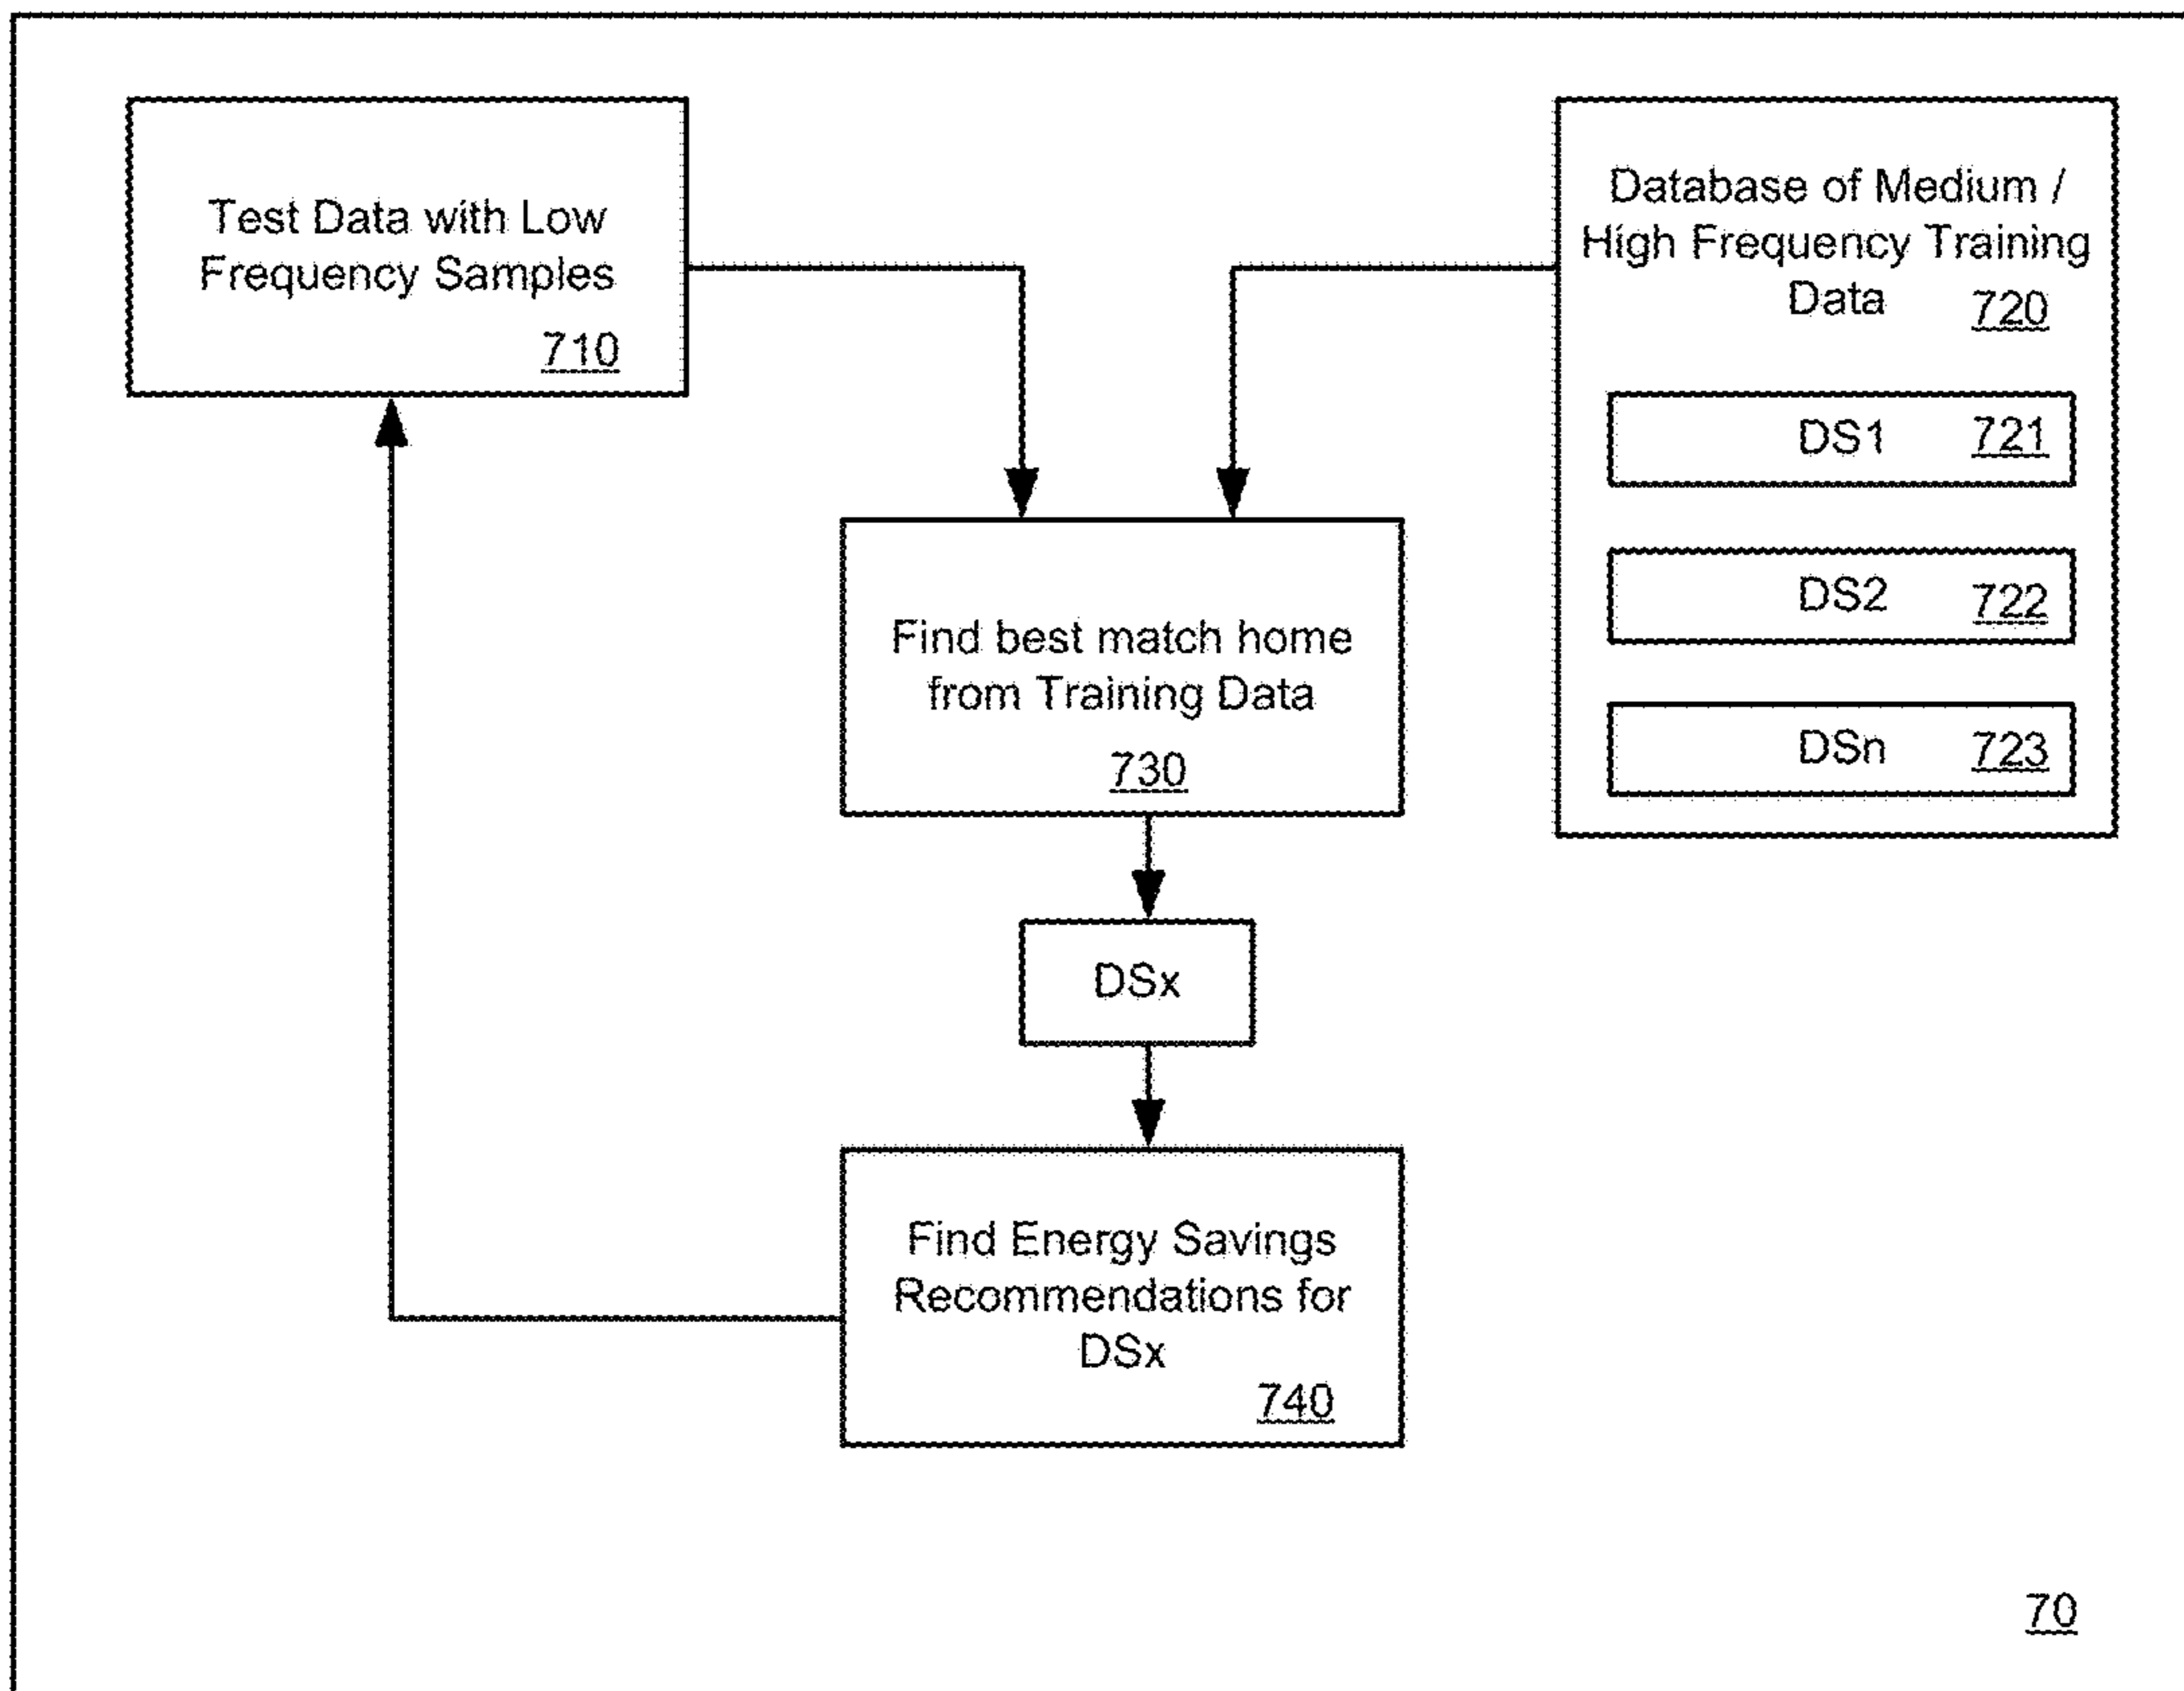 Test Data with Low
Frequency Samples
710
Database of Medium /
High Frequency Training
Data 720
DS1 721
DS2 722
DSn 723
Find best match home
from Training Data
730
DSx
Find Energy Savings
Recommendations for
DSx
740
70